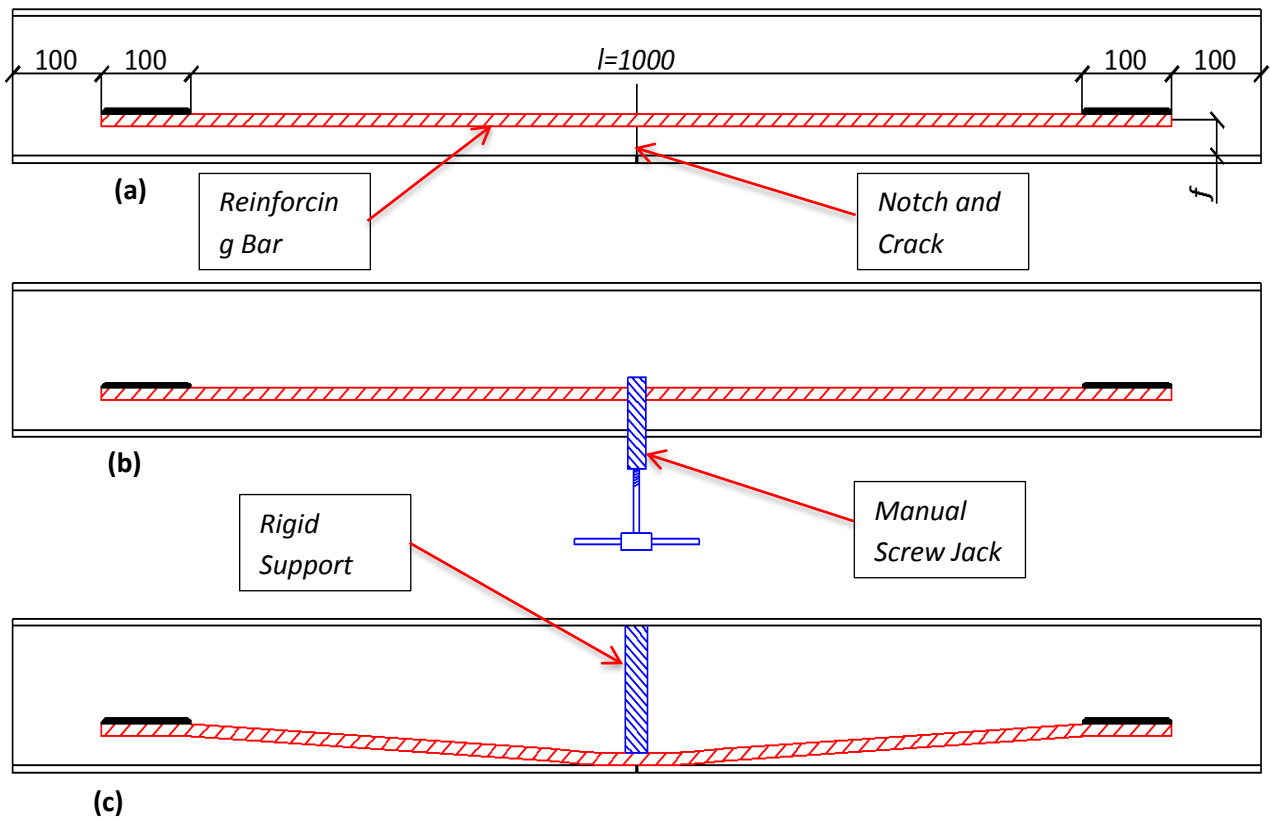 100
100
l=1000
100
100
f
(a)
Reinforcin
g Bar
Notch and
Crack
(b)
Rigid
Support
Manual
Screw Jack
(c)